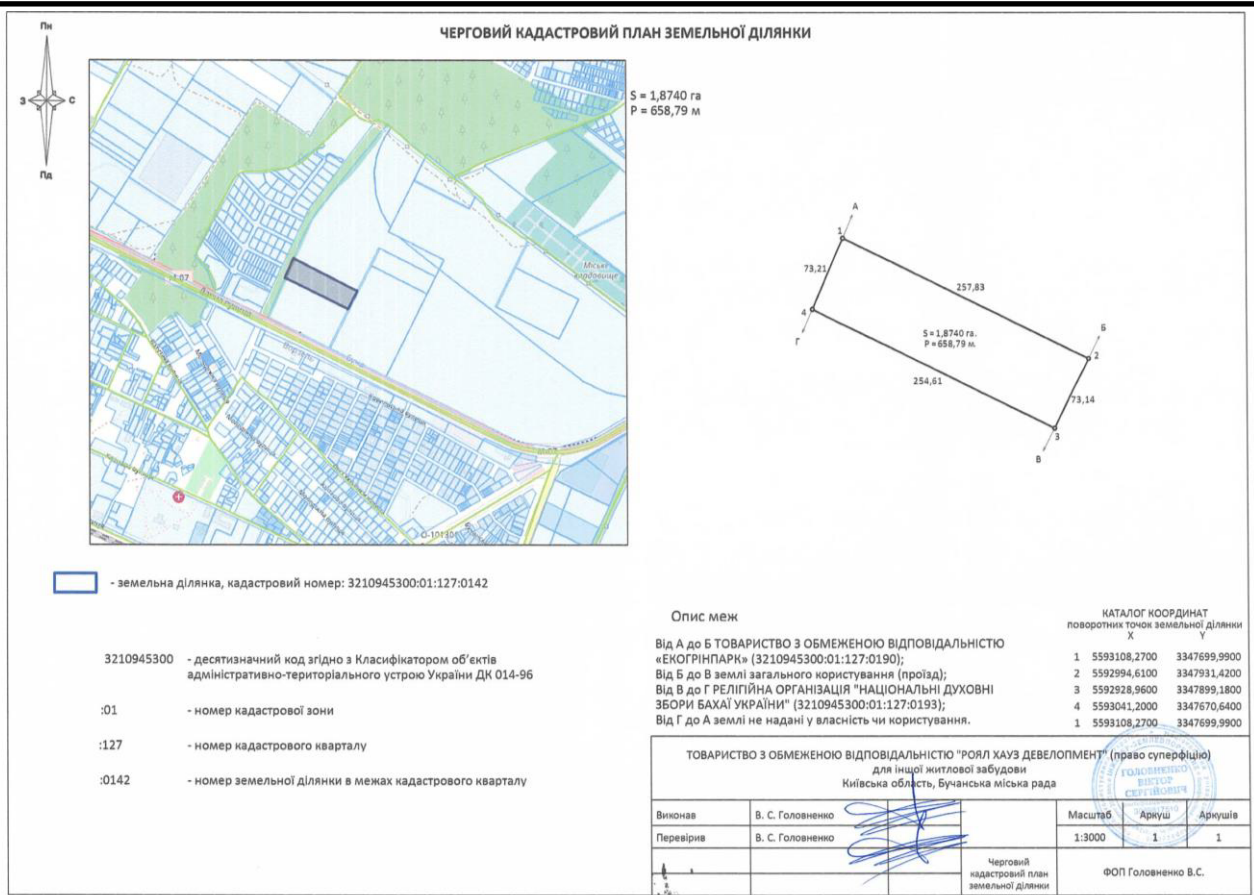 ЧЕРГОВИЙ КАДАСТРОВИЙ ПЛАН ЗЕМЕЛЬНОЇ ДІЛЯНКИ
Пн
З
С
Пд
S = 1,8740 га
P = 658,79 м
Міське
кладовище
О-101301
А
1
73,21
257,83
4
Г
S = 1,8740 га.
P = 658,79 м.
Б
2
254,61
73,14
3
В
- земельна ділянка, кадастровий номер: 3210945300:01:127:0142
3210945300 - десятизначний код згідно з Класифікатором об’єктів
адміністративно-територіального устрою України ДК 014-96
:01 - номер кадастрової зони
:127 - номер кадастрового кварталу
:0142 - номер земельної ділянки в межах кадастрового кварталу
Опис меж
Від А до Б ТОВАРИСТВО З ОБМЕЖЕНОЮ ВІДПОВІДАЛЬНІСТЮ
«ЕКОГРІНПАРК» (3210945300:01:127:0190);
Від Б до В землі загального користування (проїзд);
Від В до Г РЕЛІГІЙНА ОРГАНІЗАЦІЯ "НАЦІОНАЛЬНІ ДУХОВНІ
ЗБОРИ БАХАЇ УКРАЇНИ" (3210945300:01:127:0193);
Від Г до А землі не надані у власність чи користування.
КАТАЛОГ КООРДИНАТ
поворотних точок земельної ділянки
X Y
1 5593108,2700 3347699,9900
2 5592994,6100 3347931,4200
3 5592928,9600 3347899,1800
4 5593041,2000 3347670,6400
1 5593108,2700 3347699,9900
ТОВАРИСТВО З ОБМЕЖЕНОЮ ВІДПОВІДАЛЬНІСТЮ "РОЯЛ ХАУЗ ДЕВЕЛОПМЕНТ" (право суперфіцію)
для іншої житлової забудови
Київська область, Бучанська міська рада
ГОЛОВНЕНКО
ВІКТОР
СЕРГІЙОВИЧ
Виконав В. С. Головненко Масштаб Аркуш Аркушів
Перевірив В. С. Головненко 1:3000 1 1
Черговий
кадастровий план
земельної ділянки
ФОП Головненко В.С.